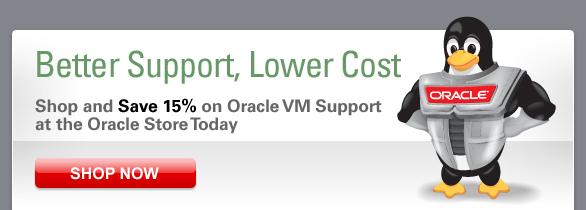 Better Support, Lower Cost
Shop and Save 15% on Oracle VM Support
at the Oracle Store Today
SHOP NOW
ORACLE